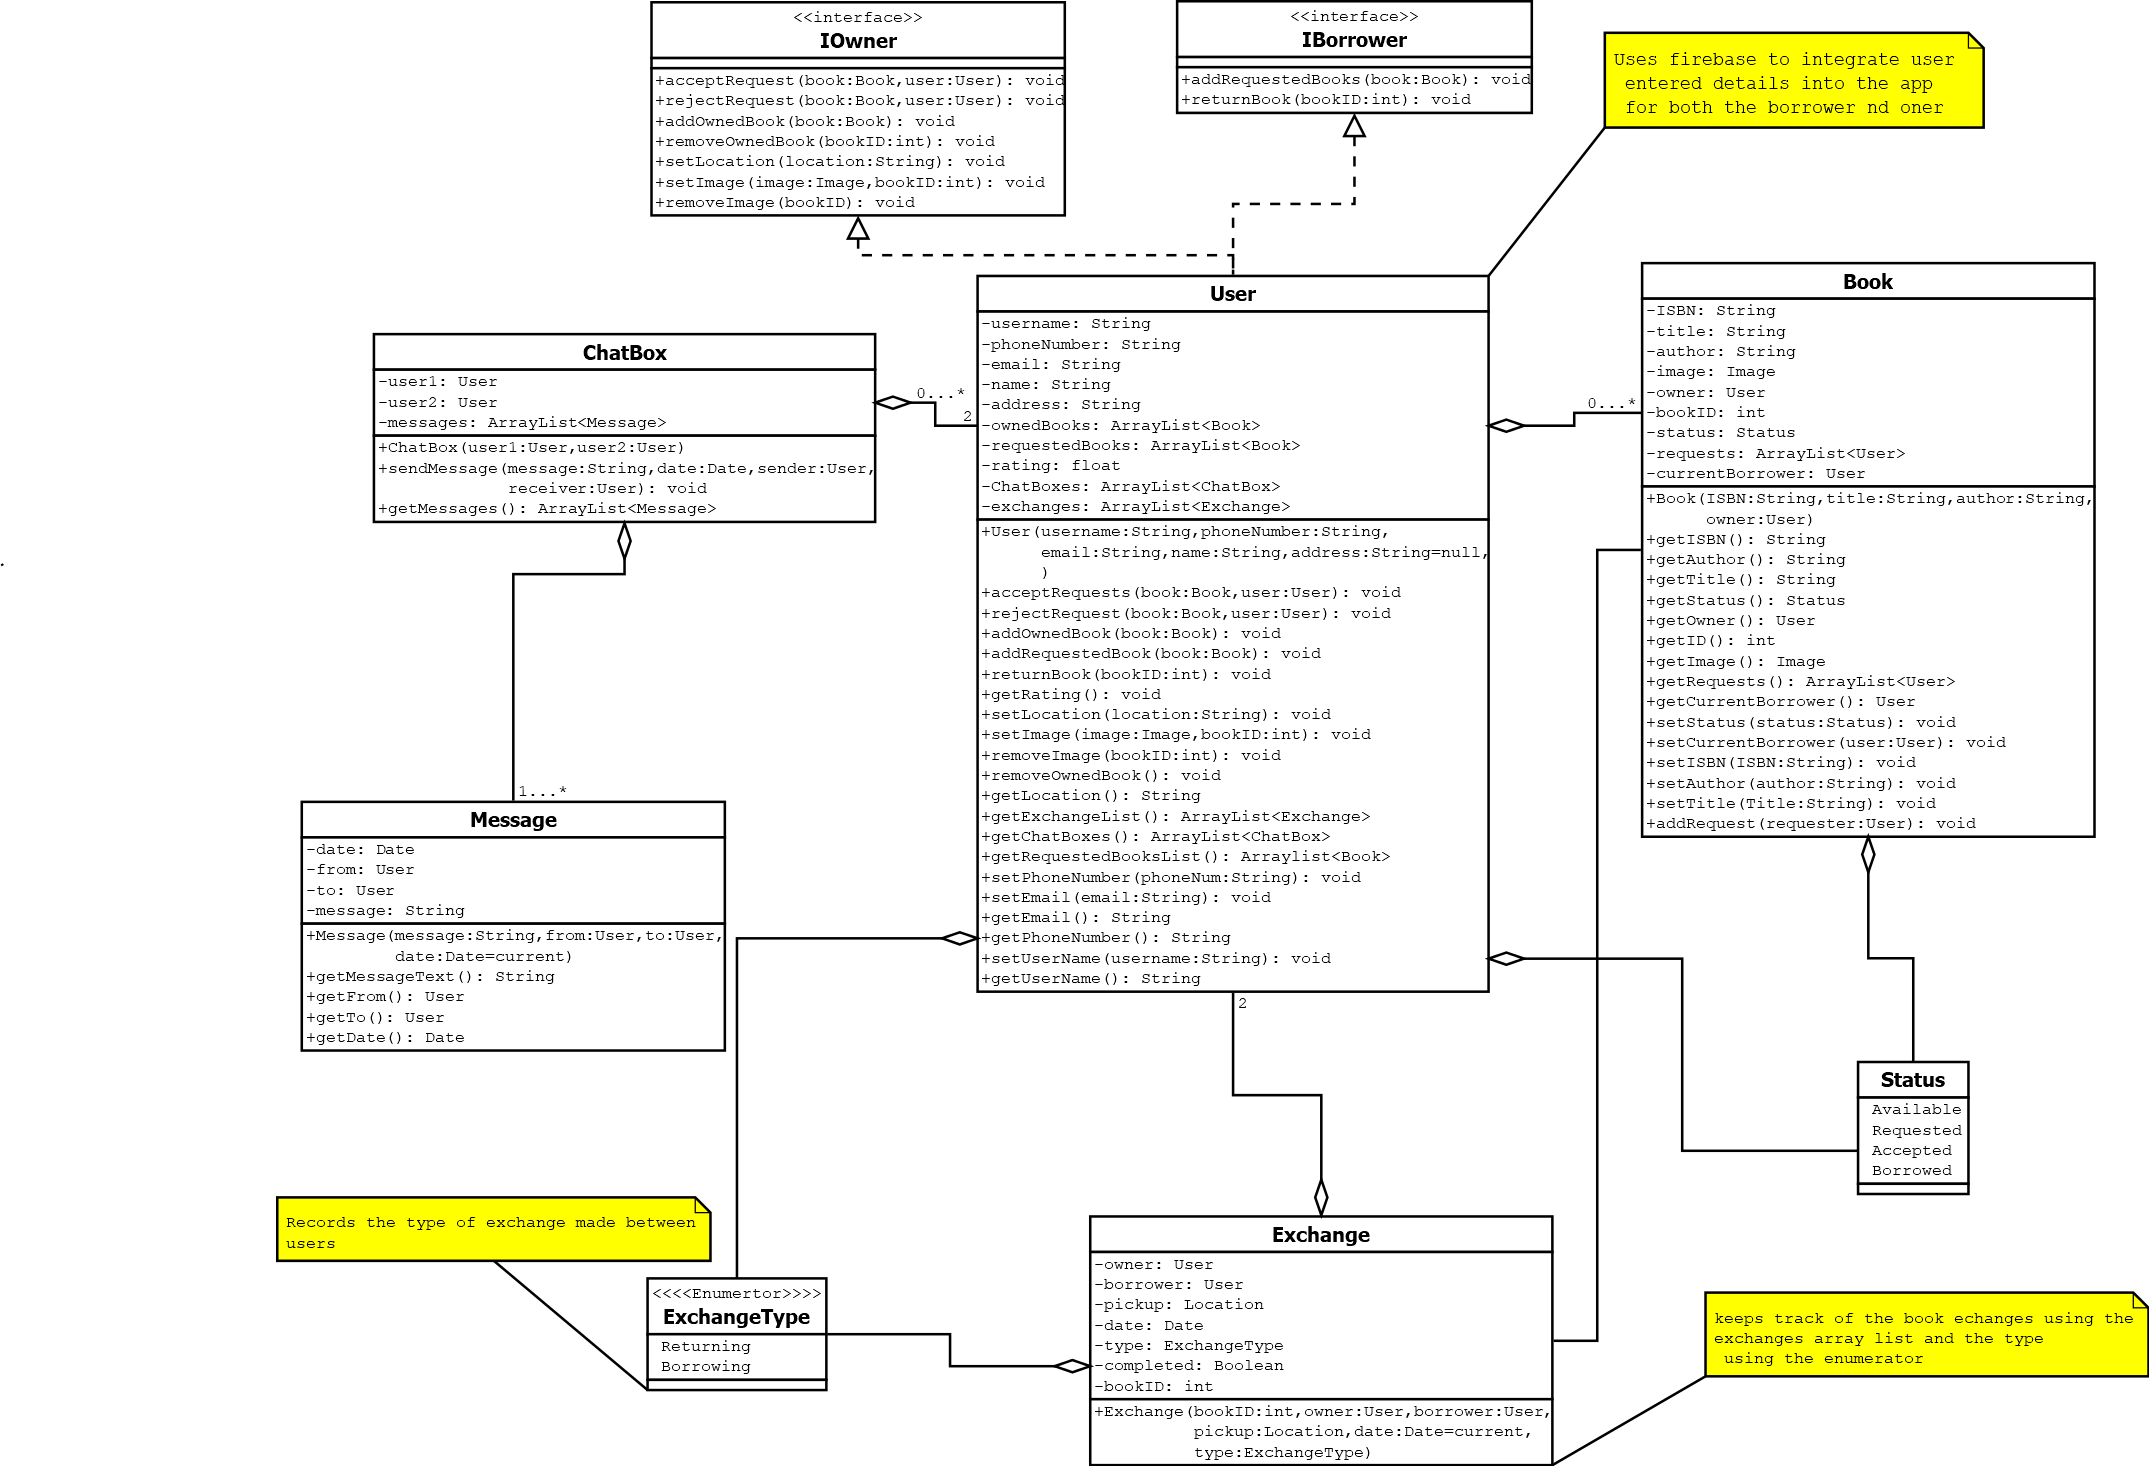 <<interface>>
IOwner
+acceptRequest(book:Book,user:User): void
+rejectRequest(book:Book,user:User): void
+addOwnedBook(book:Book): void
+removeOwnedBook(bookID:int): void
+setLocation(location:String): void
+setImage(image:Image,bookID:int): void
+removeImage(bookID): void
<<interface>>
IBorrower
+addRequestedBooks(book:Book): void
+returnBook(bookID:int): void
Uses firebase to integrate user
entered details into the app
for both the borrower nd oner
ChatBox
-user1: User
-user2: User
-messages: ArrayList<Message>
+ChatBox(user1:User,user2:User)
+sendMessage(message:String,date:Date,sender:User,
receiver:User): void
+getMessages(): ArrayList<Message>
0...*
2
User
-username: String
-phoneNumber: String
-email: String
-name: String
-address: String
-ownedBooks: ArrayList<Book>
-requestedBooks: ArrayList<Book>
-rating: float
-ChatBoxes: ArrayList<ChatBox>
-exchanges: ArrayList<Exchange>
+User(username:String,phoneNumber:String,
email:String,name:String,address:String=null,
)
+acceptRequests(book:Book,user:User): void
+rejectRequest(book:Book,user:User): void
+addOwnedBook(book:Book): void
+addRequestedBook(book:Book): void
+returnBook(bookID:int): void
+getRating(): void
+setLocation(location:String): void
+setImage(image:Image,bookID:int): void
+removeImage(bookID:int): void
+removeOwnedBook(): void
+getLocation(): String
+getExchangeList(): ArrayList<Exchange>
+getChatBoxes(): ArrayList<ChatBox>
+getRequestedBooksList(): Arraylist<Book>
+setPhoneNumber(phoneNum:String): void
+setEmail(email:String): void
+getEmail(): String
+getPhoneNumber(): String
+setUserName(username:String): void
+getUserName(): String
2
0...*
Book
-ISBN: String
-title: String
-author: String
-image: Image
-owner: User
-bookID: int
-status: Status
-requests: ArrayList<User>
-currentBorrower: User
+Book(ISBN:String,title:String,author:String,
owner:User)
+getISBN(): String
+getAuthor(): String
+getTitle(): String
+getStatus(): Status
+getOwner(): User
+getID(): int
+getImage(): Image
+getRequests(): ArrayList<User>
+getCurrentBorrower(): User
+setStatus(status:Status): void
+setCurrentBorrower(user:User): void
+setISBN(ISBN:String): void
+setAuthor(author:String): void
+setTitle(Title:String): void
+addRequest(requester:User): void
1...*
Message
-date: Date
-from: User
-to: User
-message: String
+Message(message:String,from:User,to:User,
date:Date=current)
+getMessageText(): String
+getFrom(): User
+getTo(): User
+getDate(): Date
Status
Available
Requested
Accepted
Borrowed
Records the type of exchange made between
users
<<<<Enumertor>>>>
ExchangeType
Returning
Borrowing
Exchange
-owner: User
-borrower: User
-pickup: Location
-date: Date
-type: ExchangeType
-completed: Boolean
-bookID: int
+Exchange(bookID:int,owner:User,borrower:User,
pickup:Location,date:Date=current,
type:ExchangeType)
keeps track of the book echanges using the
exchanges array list and the type
using the enumerator